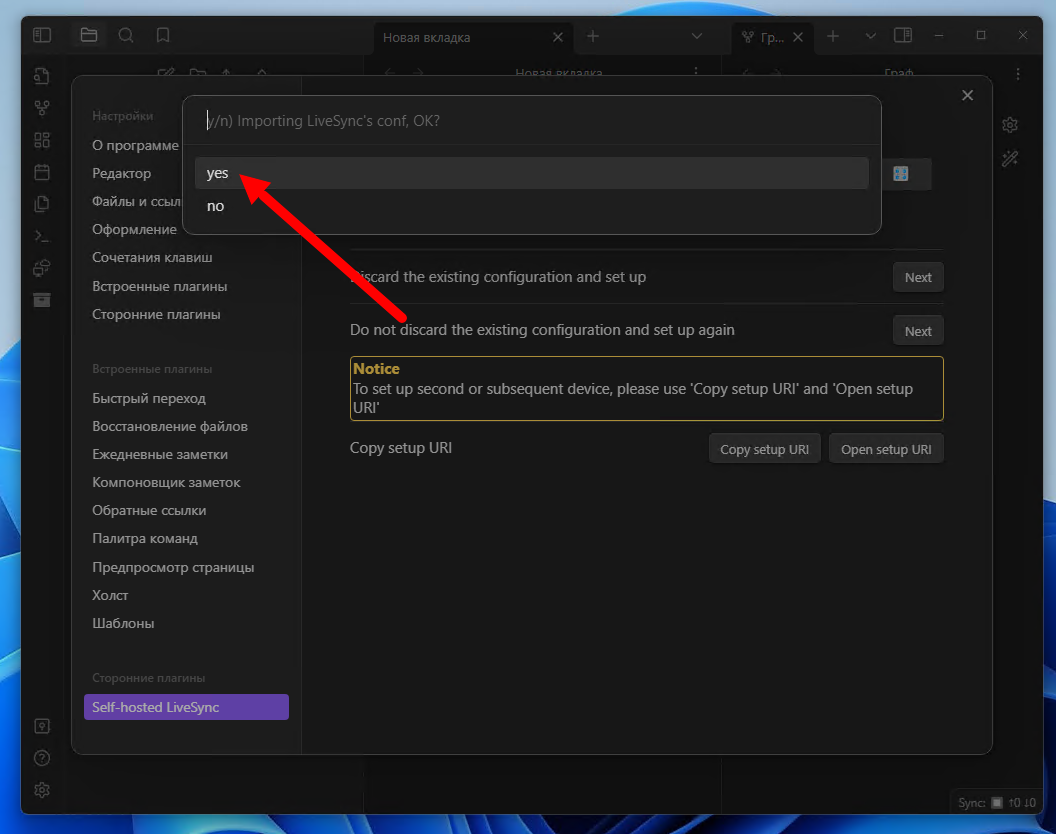 Новая вкладка
Гр...
Новая вкладка
Граф
Настройки
О программе
Редактор
Файлы и ссыл
Оформление
Сочетания клавиш
Встроенные плагины
Сторонние плагины
Встроенные плагины
Быстрый переход
Восстановление файлов
Ежедневные заметки
Компоновщик заметок
Обратные ссылки
Палитра команд
Предпросмотр страницы
Холст
Шаблоны
Сторонние плагины
Self-hosted LiveSync
y/n) Importing LiveSync's conf, OK?
yes
no
Discard the existing configuration and set up
Next
Do not discard the existing configuration and set up again
Next
Notice
To set up second or subsequent device, please use 'Copy setup URI' and 'Open setup
URI'
Copy setup URI
Copy setup URI
Open setup URI
Sync: ⏹ ↑0 ↓0